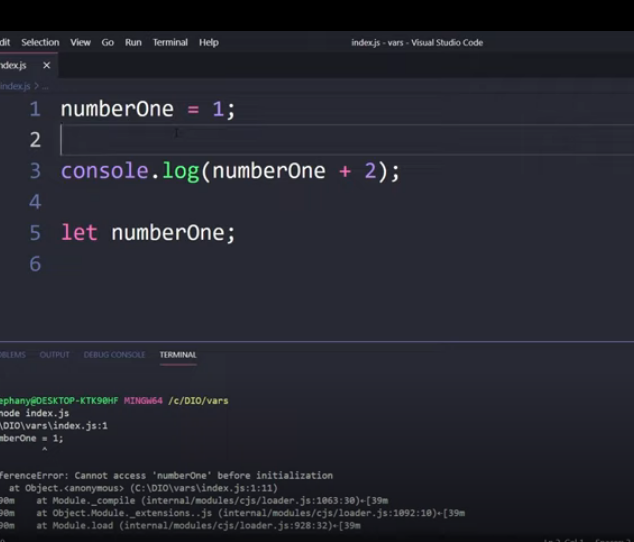 dit Selection View Go Run Terminal Help index.js - vars - Visual Studio Code
ndex.js ×
index.js > ...
1 numberOne = 1;
2
3 console.log(numberOne + 2);
4
5 let numberOne;
6
OBLEMS OUTPUT DEBUG CONSOLE TERMINAL
ephany@DESKTOP-KTK90HF MINGW64 /c/DIO/vars
node index.js
\DIO\vars\index.js:1
mberOne = 1;
^
ferenceError: Cannot access 'numberOne' before initialization
at Object.<anonymous> (C:\DIO\vars\index.js:1:11)
90m at Module._compile (internal/modules/cjs/loader.js:1063:30)←[39m
90m at Object.Module._extensions..js (internal/modules/cjs/loader.js:1092:10)←[39m
90m at Module.load (internal/modules/cjs/loader.js:928:32)←[39m